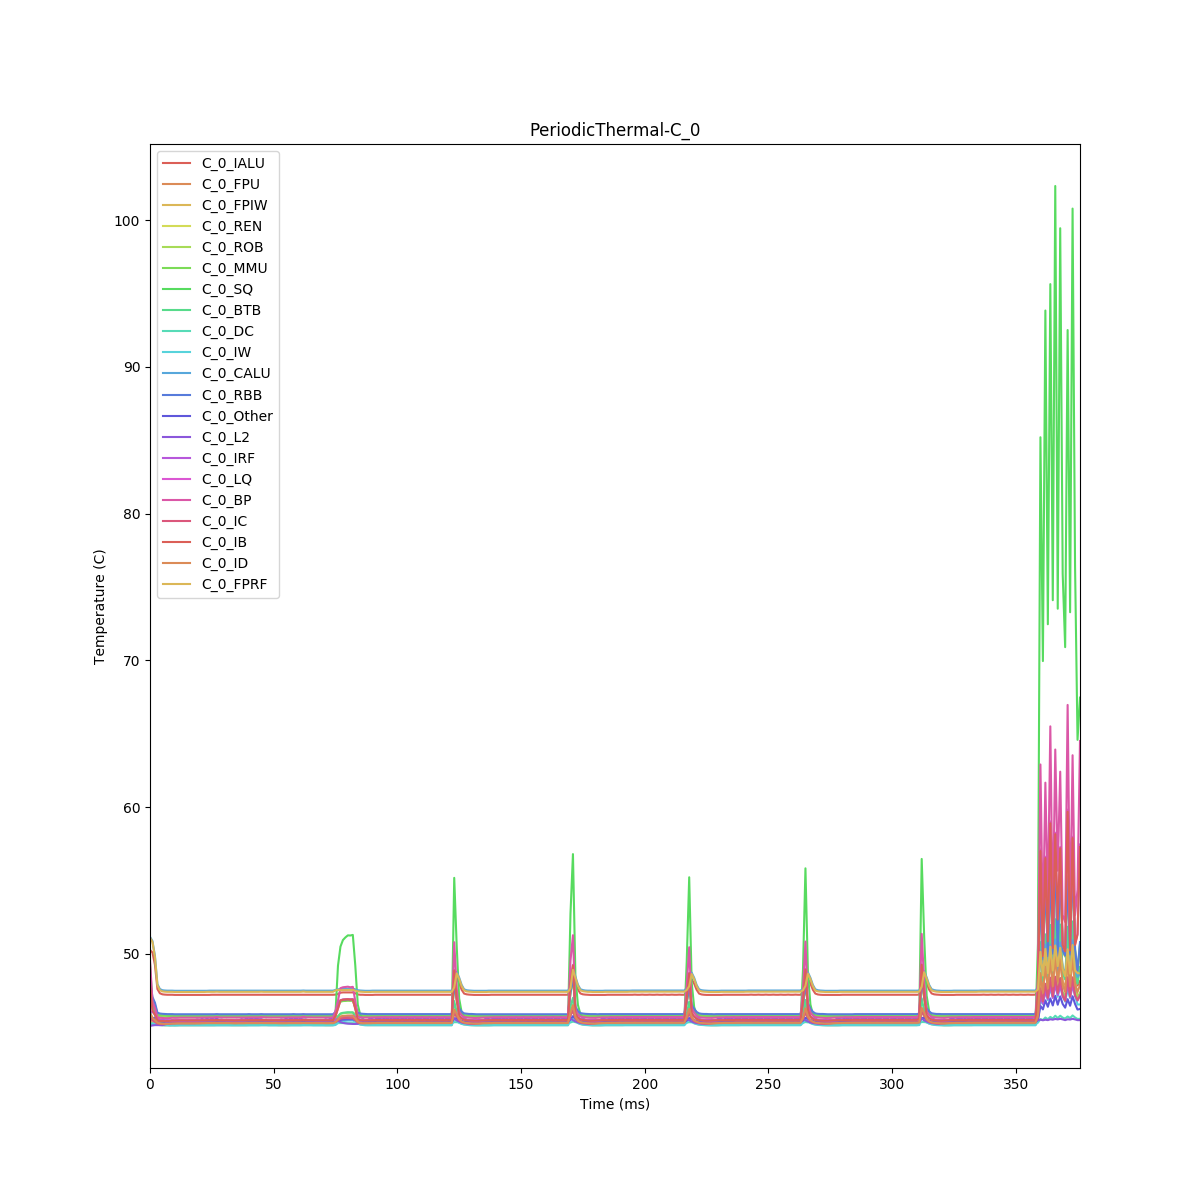 PeriodicThermal-C_0
C_0_IALU
C_0_FPU
C_0_FPIW
C_0_REN
C_0_ROB
C_0_MMU
C_0_SQ
C_0_BTB
C_0_DC
C_0_IW
C_0_CALU
C_0_RBB
C_0_Other
C_0_L2
C_0_IRF
C_0_LQ
C_0_BP
C_0_IC
C_0_IB
C_0_ID
C_0_FPRF
100
90
80
70
60
50
Temperature (C)
0 50 100 150 200 250 300 350
Time (ms)